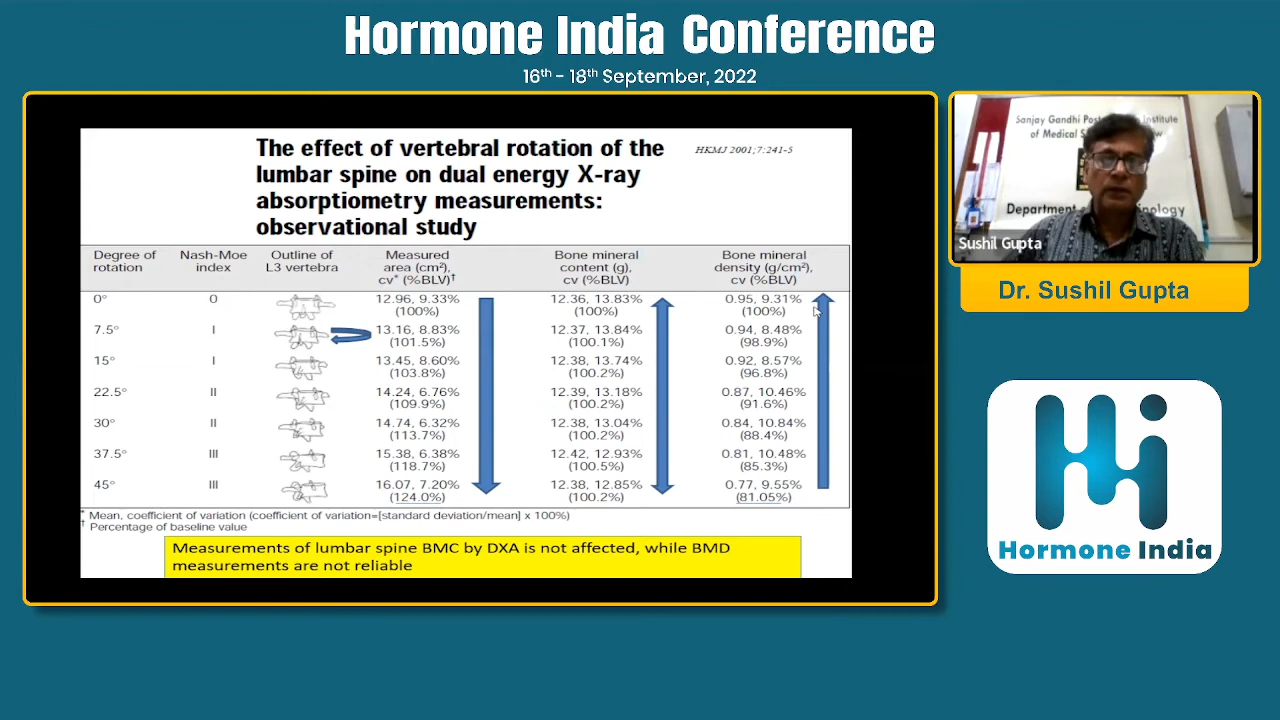 Hormone India Conference
16th - 18th September, 2022
The effect of vertebral rotation of the
lumbar spine on dual energy X-ray
absorptiometry measurements:
observational study
HKMJ 2001;7:241-5
Degree of rotation Nash-Moe index Outline of L3 vertebra Measured area (cm²), cv* (%BLV)† Bone mineral content (g), cv (%BLV) Bone mineral density (g/cm²), cv (%BLV)
0° 0 12.96, 9.33% 12.36, 13.83% 0.95, 9.31%
(100%) (100%) (100%)
7.5° I 13.16, 8.83% 12.37, 13.84% 0.94, 8.48%
(101.5%) (100.1%) (98.9%)
15° I 13.45, 8.60% 12.38, 13.74% 0.92, 8.57%
(103.8%) (100.2%) (96.8%)
22.5° II 14.24, 6.76% 12.39, 13.18% 0.87, 10.46%
(109.9%) (100.2%) (91.6%)
30° II 14.74, 6.32% 12.38, 13.04% 0.84, 10.84%
(113.7%) (100.2%) (88.4%)
37.5° III 15.38, 6.38% 12.42, 12.93% 0.81, 10.48%
(118.7%) (100.5%) (85.3%)
45° III 16.07, 7.20% 12.38, 12.85% 0.77, 9.55%
(124.0%) (100.2%) (81.05%)
* Mean, coefficient of variation (coefficient of variation=[standard deviation/mean] x 100%)
† Percentage of baseline value
Measurements of lumbar spine BMC by DXA is not affected, while BMD
measurements are not reliable
Sanjay Gandhi Institute
of Medical
Department
Sushil Gupta
Dr. Sushil Gupta
Hormone India